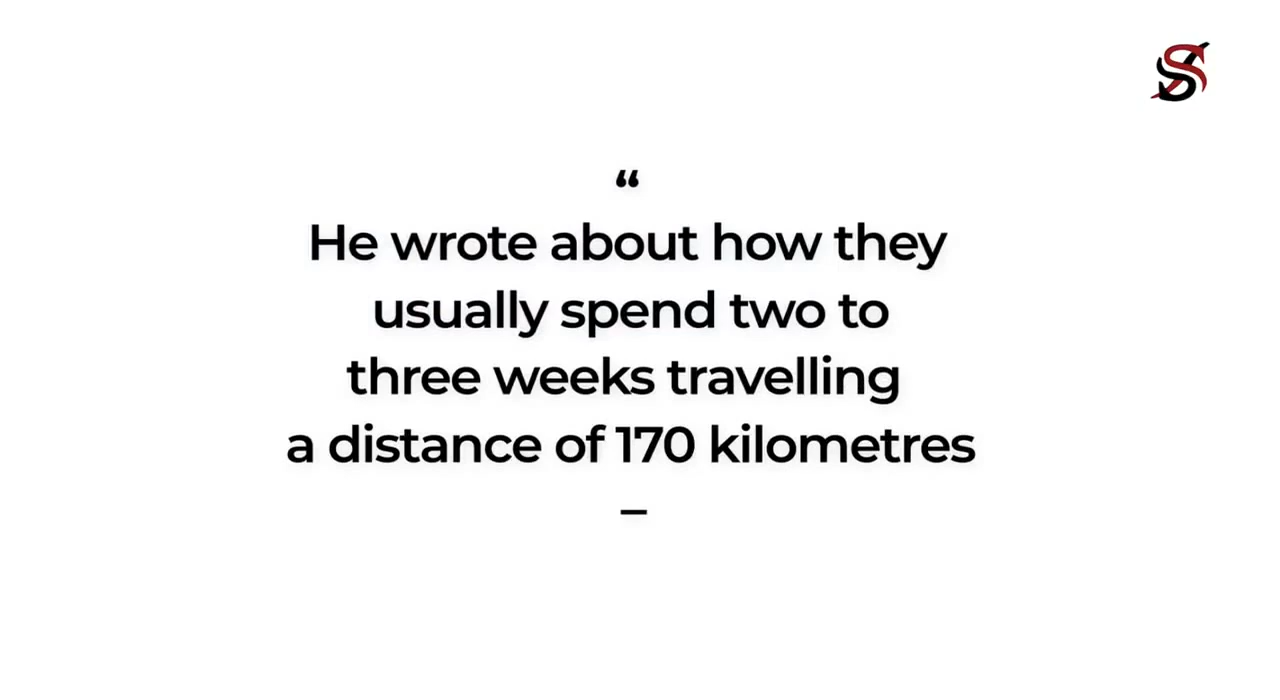 “
He wrote about how they
usually spend two to
three weeks travelling
a distance of 170 kilometres
–